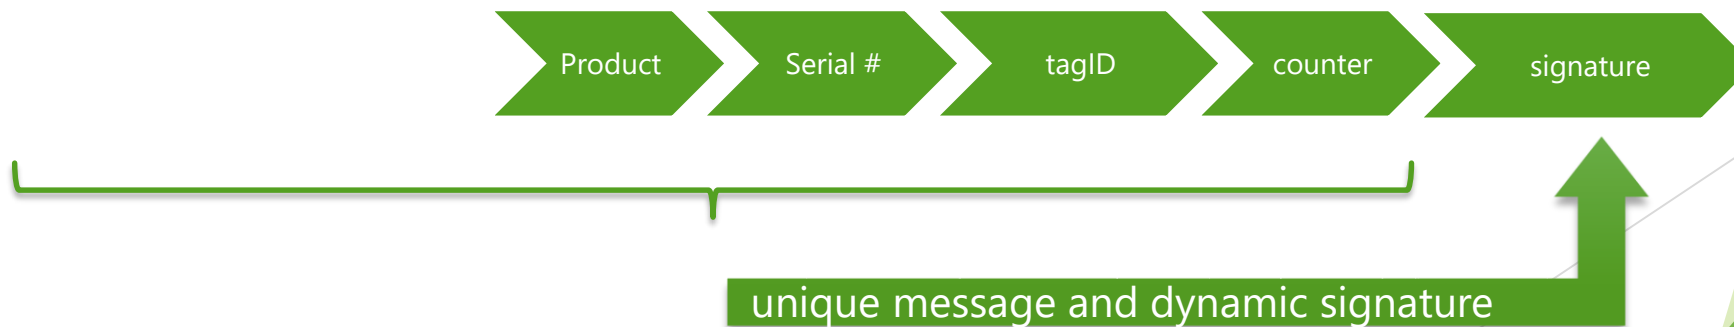 Product
Serial #
tagID
counter
signature
unique message and dynamic signature